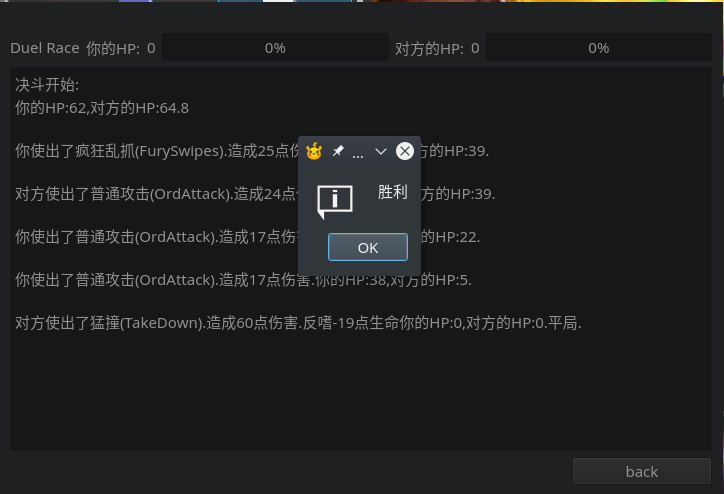 Duel Race 你的HP: 0 0% 对方的HP: 0 0%
决斗开始:
你的HP:62,对方的HP:64.8
你使出了疯狂乱抓(FurySwipes).造成25点伤 方的HP:39.
对方使出了普通攻击(OrdAttack).造成24点 方的HP:39.
你使出了普通攻击(OrdAttack).造成17点伤 的HP:22.
你使出了普通攻击(OrdAttack).造成17点伤害.你的HP:38,对方的HP:5.
对方使出了猛撞(TakeDown).造成60点伤害.反嗜-19点生命你的HP:0,对方的HP:0.平局.
...
胜利
OK
back